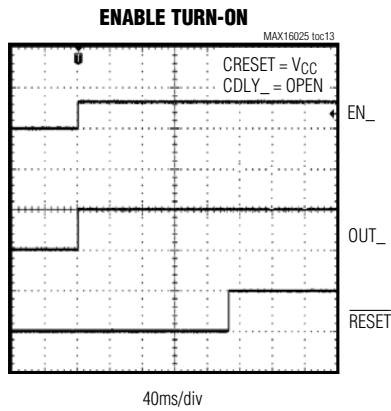 ENABLE TURN-ON
MAX16025 toc13
CRESET = VCC
CDLY_ = OPEN
EN_
OUT_
RESET
40ms/div